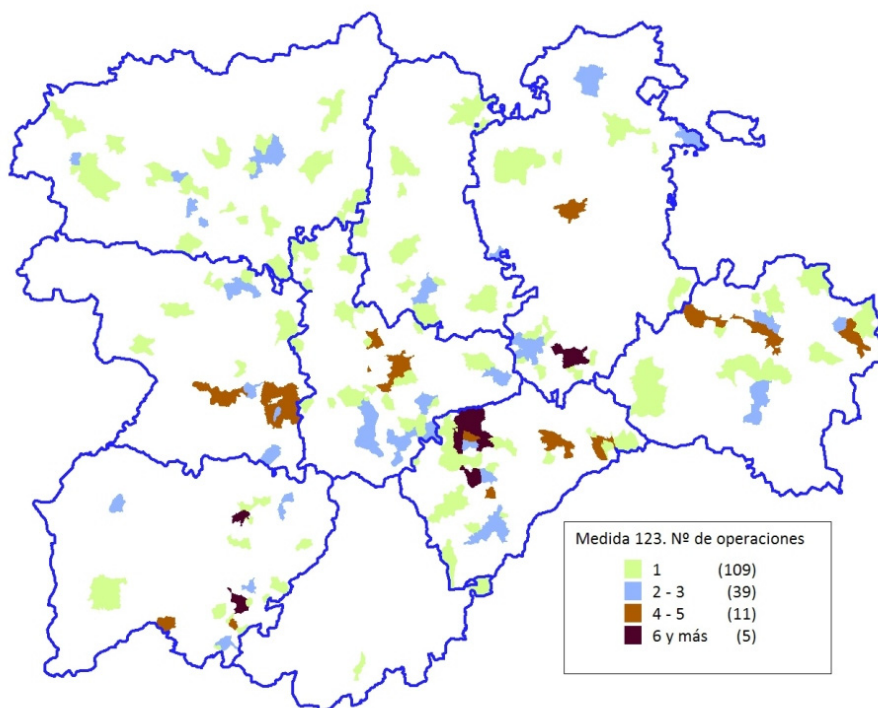 Medida 123. Nº de operaciones
1 (109)
2 - 3 (39)
4 - 5 (11)
6 y más (5)